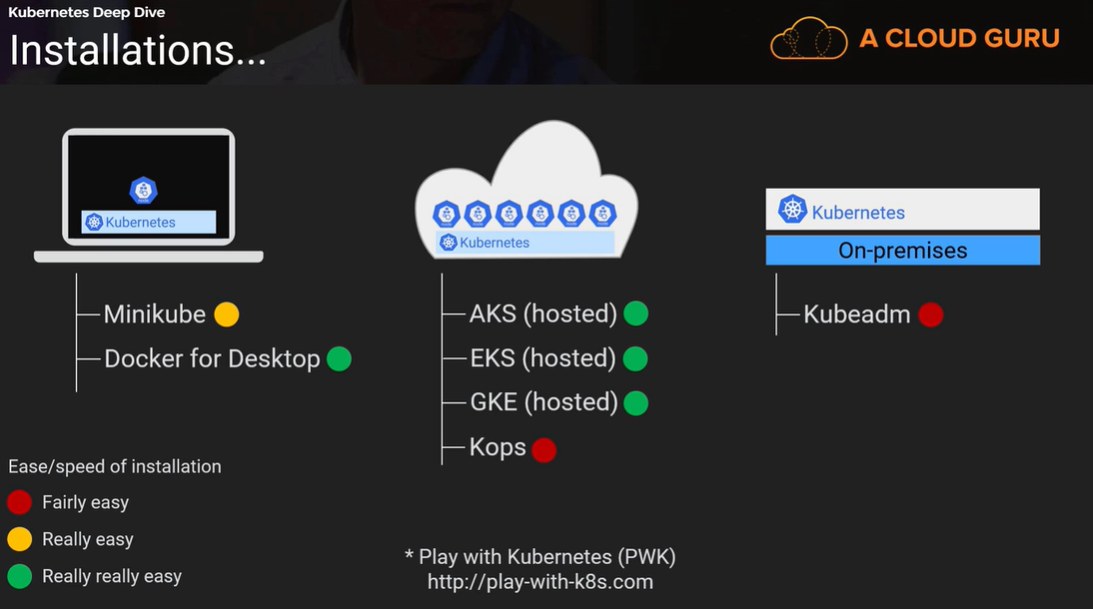 Kubernetes Deep Dive
Installations...
A CLOUD GURU
Kubernetes
Minikube
Docker for Desktop
Kubernetes
AKS (hosted)
EKS (hosted)
GKE (hosted)
Kops
Kubernetes
On-premises
Kubeadm
Ease/speed of installation
Fairly easy
Really easy
Really really easy
* Play with Kubernetes (PWK)
http://play-with-k8s.com